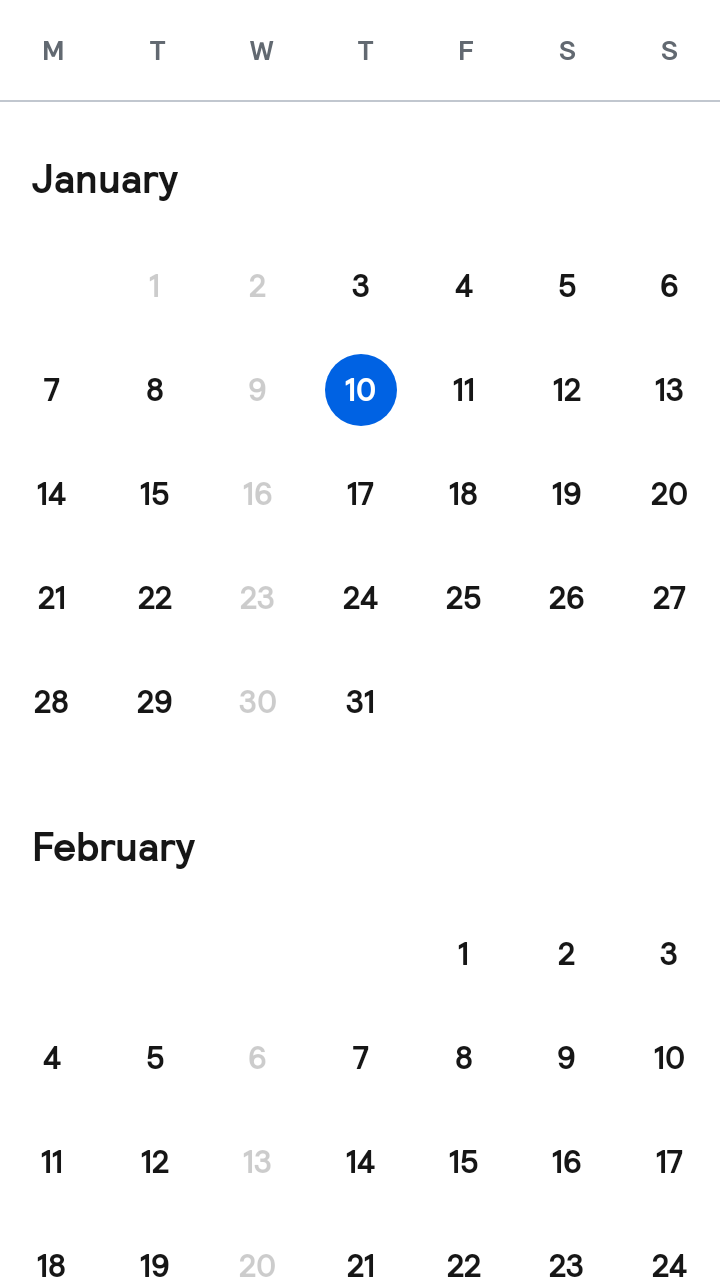 M T W T F S S
January
1 2 3 4 5 6
7 8 9 10 11 12 13
14 15 16 17 18 19 20
21 22 23 24 25 26 27
28 29 30 31
February
1 2 3
4 5 6 7 8 9 10
11 12 13 14 15 16 17
18 19 20 21 22 23 24